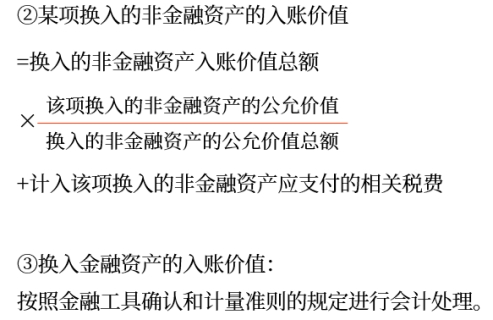 ②某项换入的非金融资产的入账价值
=换入的非金融资产入账价值总额
×
该项换入的非金融资产的公允价值
换入的非金融资产的公允价值总额
+计入该项换入的非金融资产应支付的相关税费
③换入金融资产的入账价值：
按照金融工具确认和计量准则的规定进行会计处理。